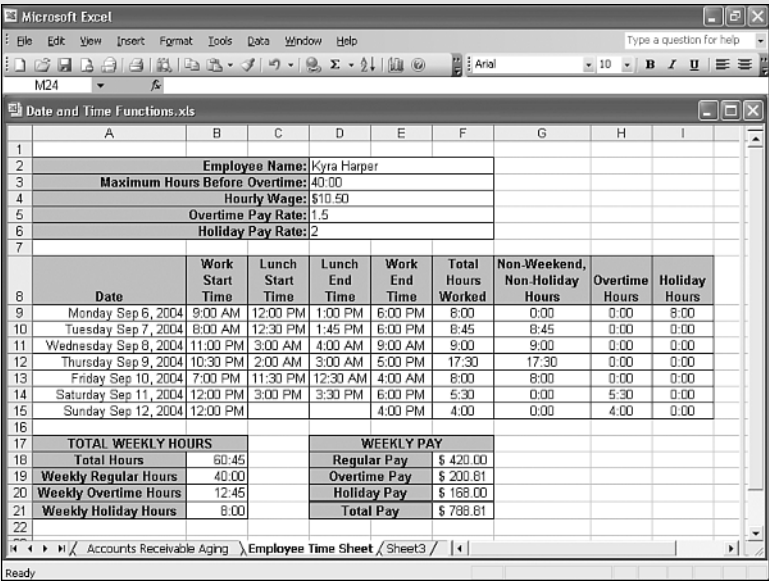 Microsoft Excel
File Edit View Insert Format Tools Data Window Help Type a question for help
Arial 10 B I U
M24 fx
Date and Time Functions.xls
A B C D E F G H I
1
2 Employee Name: Kyra Harper
3 Maximum Hours Before Overtime: 40:00
4 Hourly Wage: $10.50
5 Overtime Pay Rate: 1.5
6 Holiday Pay Rate: 2
7
Work Lunch Lunch Work Total Non-Weekend,
Start Start End End Hours Non-Holiday Overtime Holiday
8 Date Time Time Time Time Worked Hours Hours Hours
9 Monday Sep 6, 2004 9:00 AM 12:00 PM 1:00 PM 6:00 PM 8:00 0:00 0:00 8:00
10 Tuesday Sep 7, 2004 8:00 AM 12:30 PM 1:45 PM 6:00 PM 8:45 8:45 0:00 0:00
11 Wednesday Sep 8, 2004 11:00 PM 3:00 AM 4:00 AM 9:00 AM 9:00 9:00 0:00 0:00
12 Thursday Sep 9, 2004 10:30 PM 2:00 AM 3:00 AM 5:00 PM 17:30 17:30 0:00 0:00
13 Friday Sep 10, 2004 7:00 PM 11:30 PM 12:30 AM 4:00 AM 8:00 8:00 0:00 0:00
14 Saturday Sep 11, 2004 12:00 PM 3:00 PM 3:30 PM 6:00 PM 5:30 0:00 5:30 0:00
15 Sunday Sep 12, 2004 12:00 PM 4:00 PM 4:00 0:00 4:00 0:00
16
17 TOTAL WEEKLY HOURS WEEKLY PAY
18 Total Hours 60:45 Regular Pay $ 420.00
19 Weekly Regular Hours 40:00 Overtime Pay $ 200.81
20 Weekly Overtime Hours 12:45 Holiday Pay $ 168.00
21 Weekly Holiday Hours 8:00 Total Pay $ 788.81
22
Accounts Receivable Aging Employee Time Sheet Sheet3
Ready